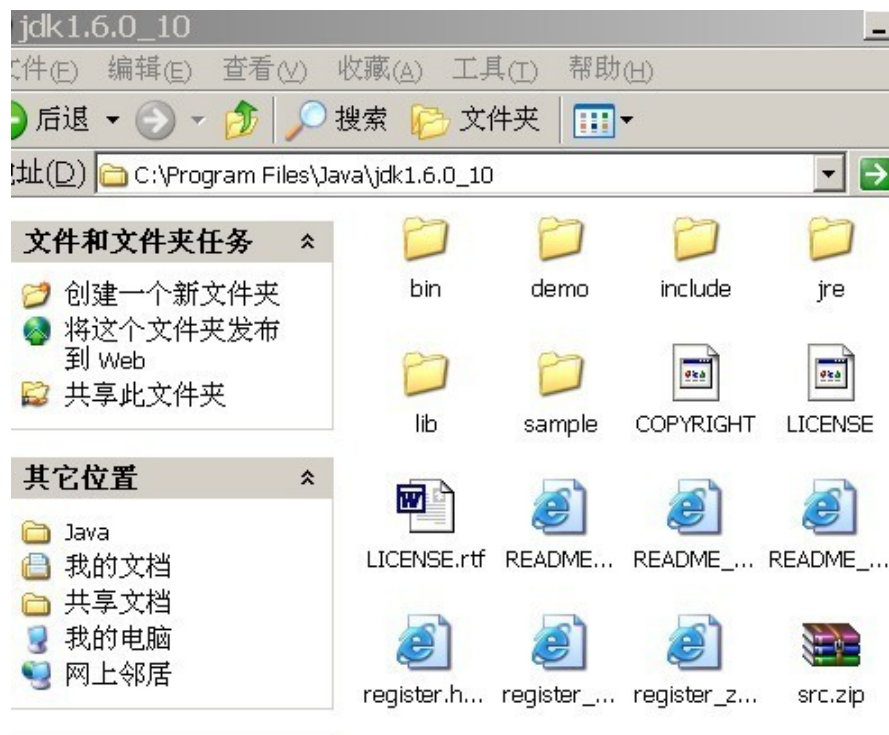 jdk1.6.0_10
文件(F) 编辑(E) 查看(V) 收藏(A) 工具(T) 帮助(H)
后退 搜索 文件夹
地址(D) C:\Program Files\Java\jdk1.6.0_10
文件和文件夹任务
创建一个新文件夹
将这个文件夹发布
到 Web
共享此文件夹
其它位置
Java
我的文档
共享文档
我的电脑
网上邻居
bin demo include jre
lib sample COPYRIGHT LICENSE
LICENSE.rtf README... README_... README_...
register.h... register_... register_z... src.zip